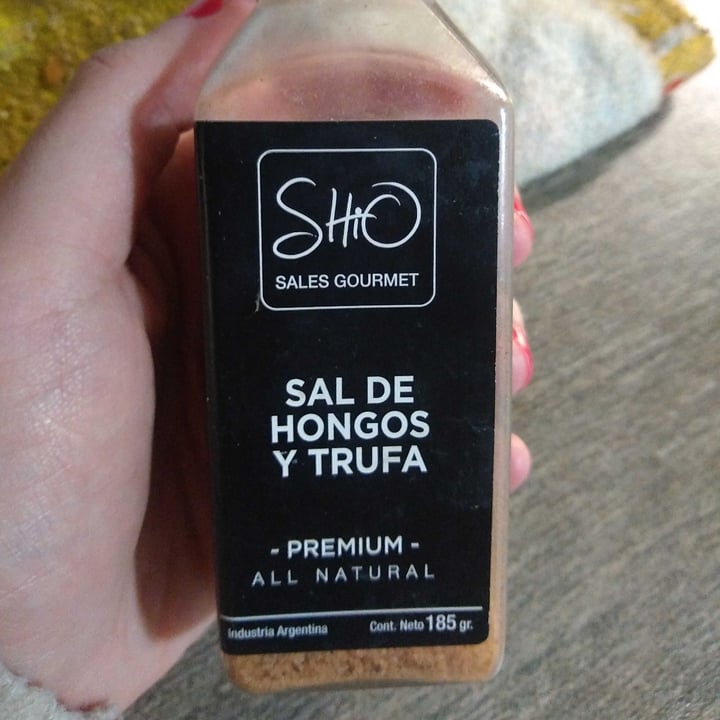 SHiO
SALES GOURMET
SAL DE
HONGOS
Y TRUFA
- PREMIUM -
ALL NATURAL
Industria Argentina Cont. Neto 185 gr.